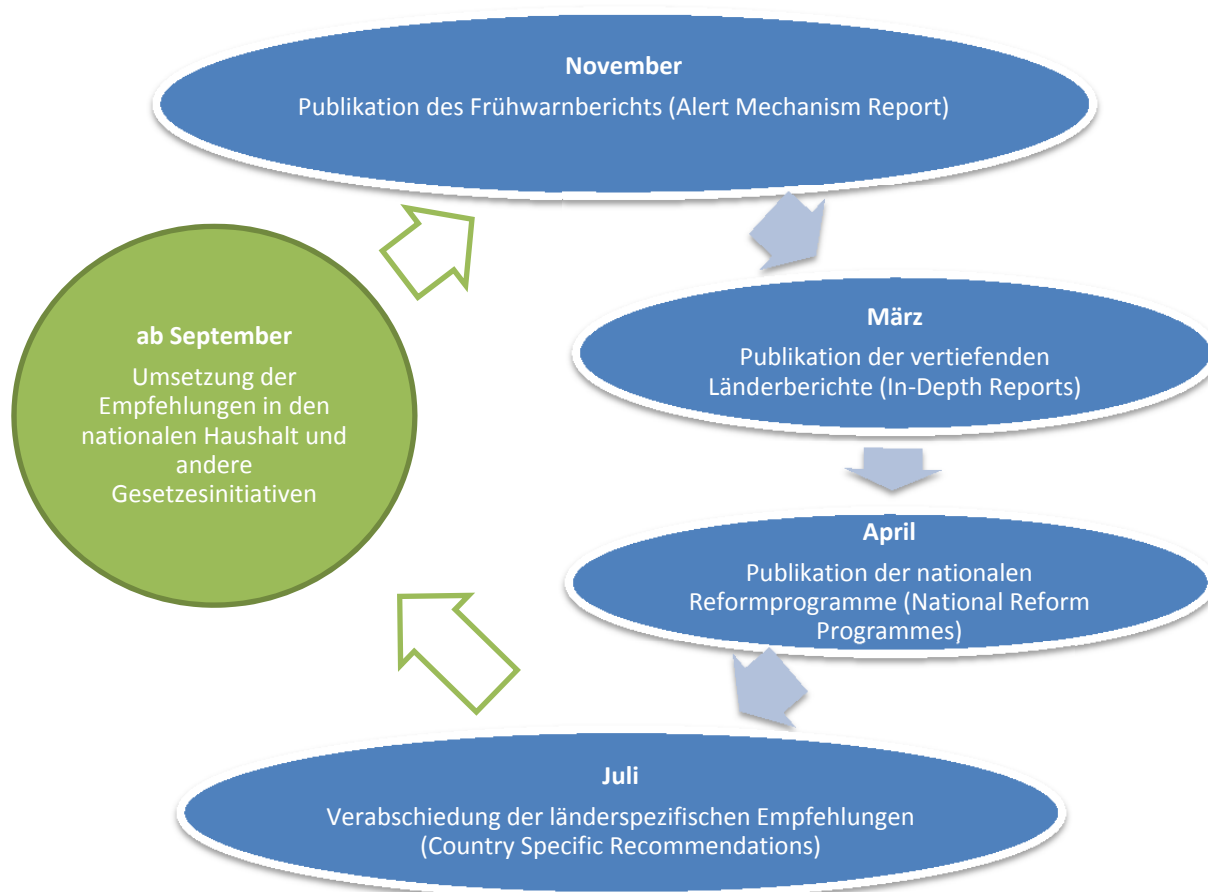 November
Publikation des Frühwarnberichts (Alert Mechanism Report)
März
Publikation der vertiefenden
Länderberichte (In-Depth Reports)
April
Publikation der nationalen
Reformprogramme (National Reform
Programmes)
Juli
Verabschiedung der länderspezifischen Empfehlungen
(Country Specific Recommendations)
ab September
Umsetzung der
Empfehlungen in den
nationalen Haushalt und
andere
Gesetzesinitiativen